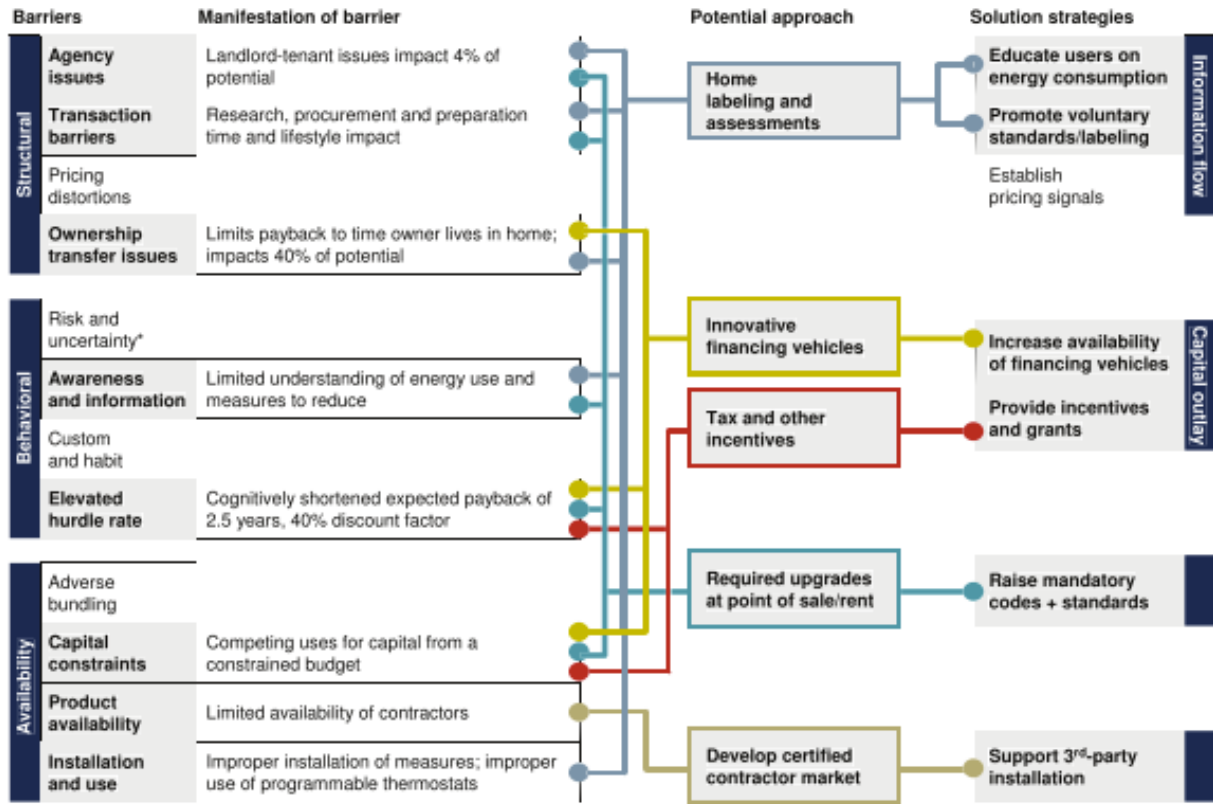 Barriers
Manifestation of barrier
Potential approach
Solution strategies
Structural
Agency
issues
Landlord-tenant issues impact 4% of
potential
Transaction
barriers
Research, procurement and preparation
time and lifestyle impact
Pricing
distortions
Ownership
transfer issues
Limits payback to time owner lives in home;
impacts 40% of potential
Behavioral
Risk and
uncertainty*
Awareness
and information
Limited understanding of energy use and
measures to reduce
Custom
and habit
Elevated
hurdle rate
Cognitively shortened expected payback of
2.5 years, 40% discount factor
Availability
Adverse
bundling
Capital
constraints
Competing uses for capital from a
constrained budget
Product
availability
Limited availability of contractors
Installation
and use
Improper installation of measures; improper
use of programmable thermostats
Home
labeling and
assessments
Innovative
financing vehicles
Tax and other
incentives
Required upgrades
at point of sale/rent
Develop certified
contractor market
Educate users on
energy consumption
Promote voluntary
standards/labeling
Establish
pricing signals
Information flow
Increase availability
of financing vehicles
Provide incentives
and grants
Capital outlay
Raise mandatory
codes + standards
Support 3rd-party
installation